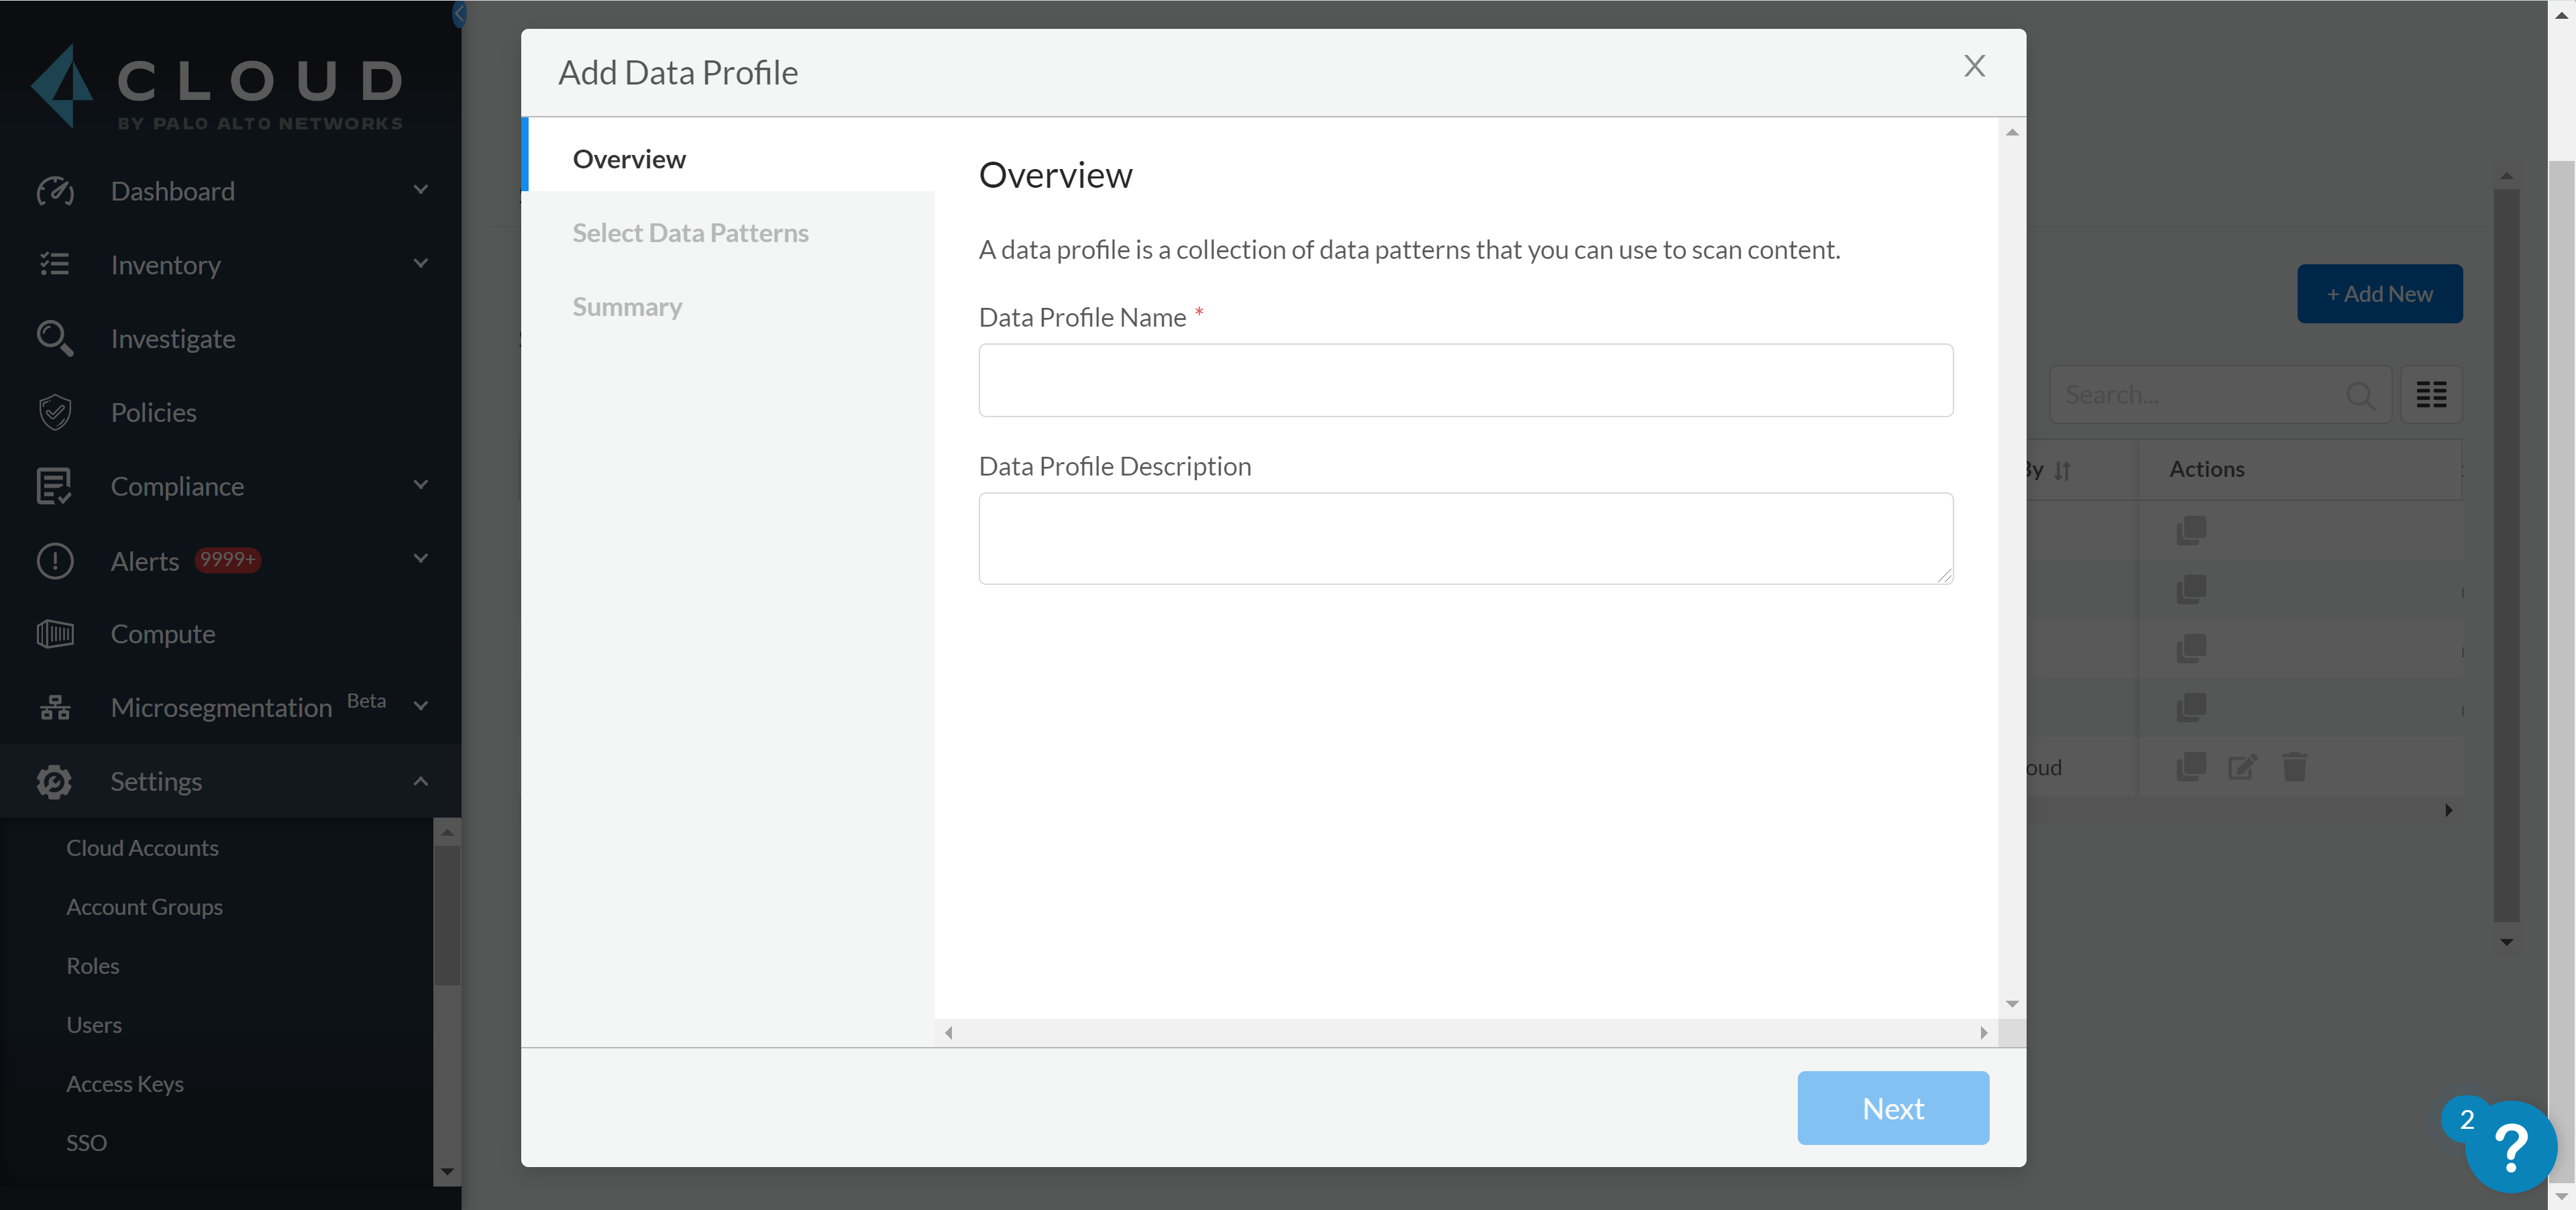 CLOUD
BY PALO ALTO NETWORKS
Dashboard
Inventory
Investigate
Policies
Compliance
Alerts 9999+
Compute
Microsegmentation Beta
Settings
Cloud Accounts
Account Groups
Roles
Users
Access Keys
SSO
Add Data Profile
X
Overview
Select Data Patterns
Summary
Overview
A data profile is a collection of data patterns that you can use to scan content.
Data Profile Name *
Data Profile Description
Next
+ Add New
Search...
By
Actions
oud
2
?